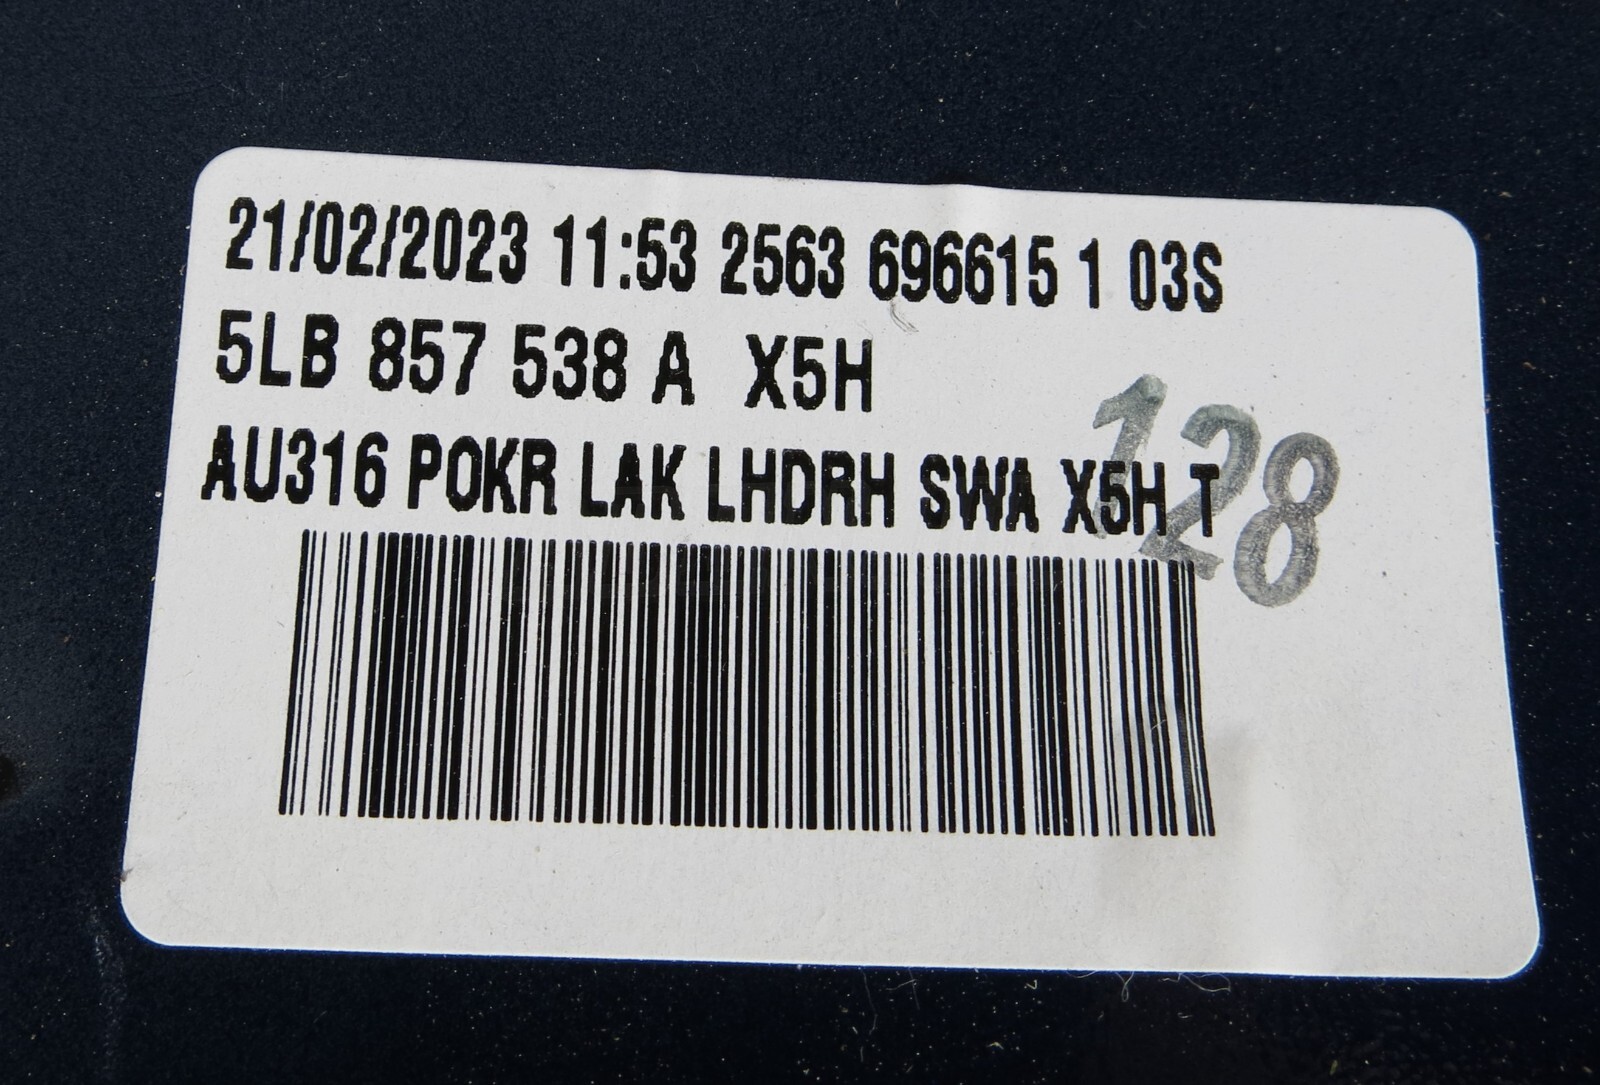 21/02/2023 11:53 2563 696615 1 03S
5LB 857 538 A X5H
AU316 POKR LAK LHDRH SWA X5H T
128